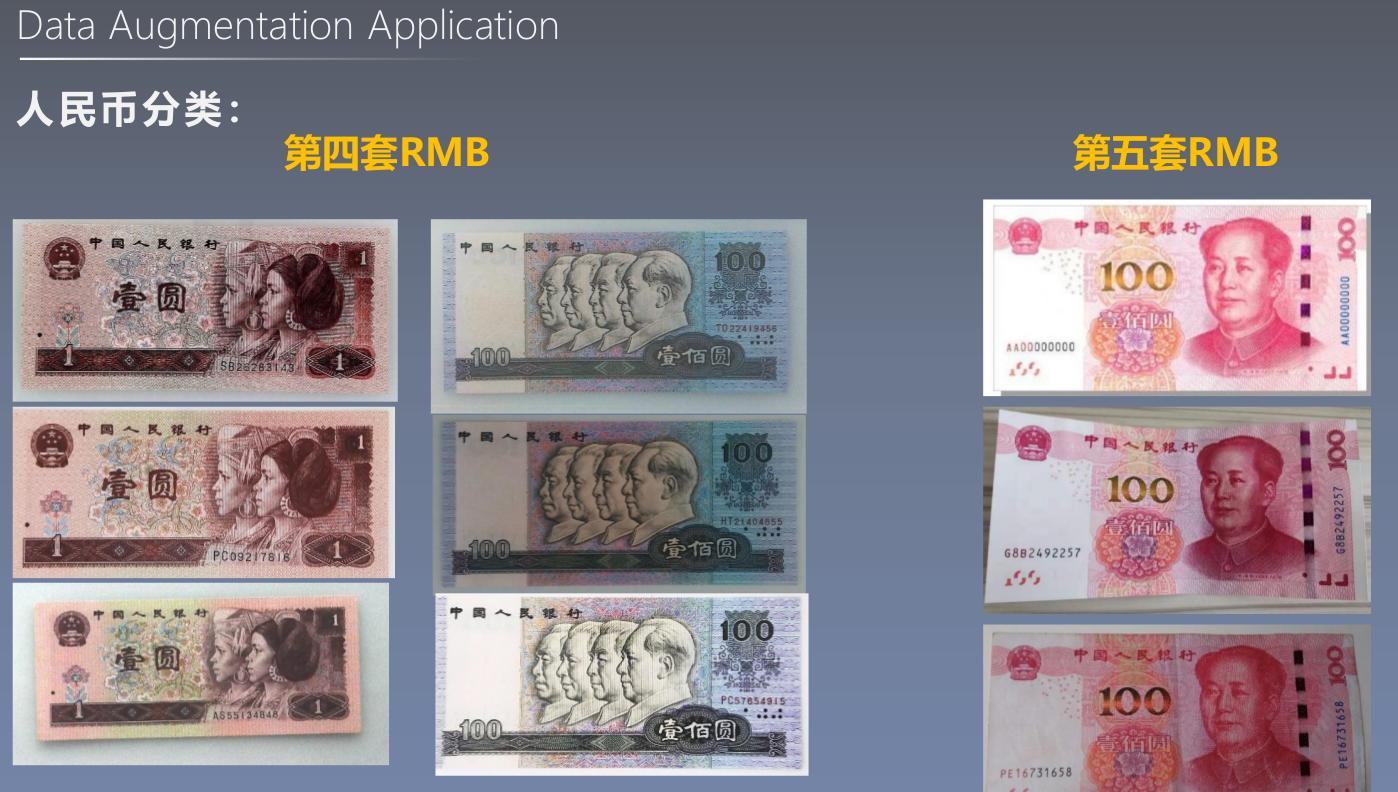 Data Augmentation Application
人民币分类：
第四套RMB
第五套RMB
中国人民银行
壹圆
1
1
SB26283143
1
中国人民银行
100
TO22419456
100
壹佰圆
中国人民银行
100
100
壹佰圆
AA00000000
AA00000000
中国人民银行
壹圆
1
1
PC09217816
1
中国人民银行
100
HT21404655
100
壹佰圆
中国人民银行
100
100
壹佰圆
G8B2492257
G8B2492257
中国人民银行
壹圆
1
1
AS55134848
1
中国人民银行
100
PC57654915
100
壹佰圆
中国人民银行
100
100
壹佰圆
PE16731658
PE16731658